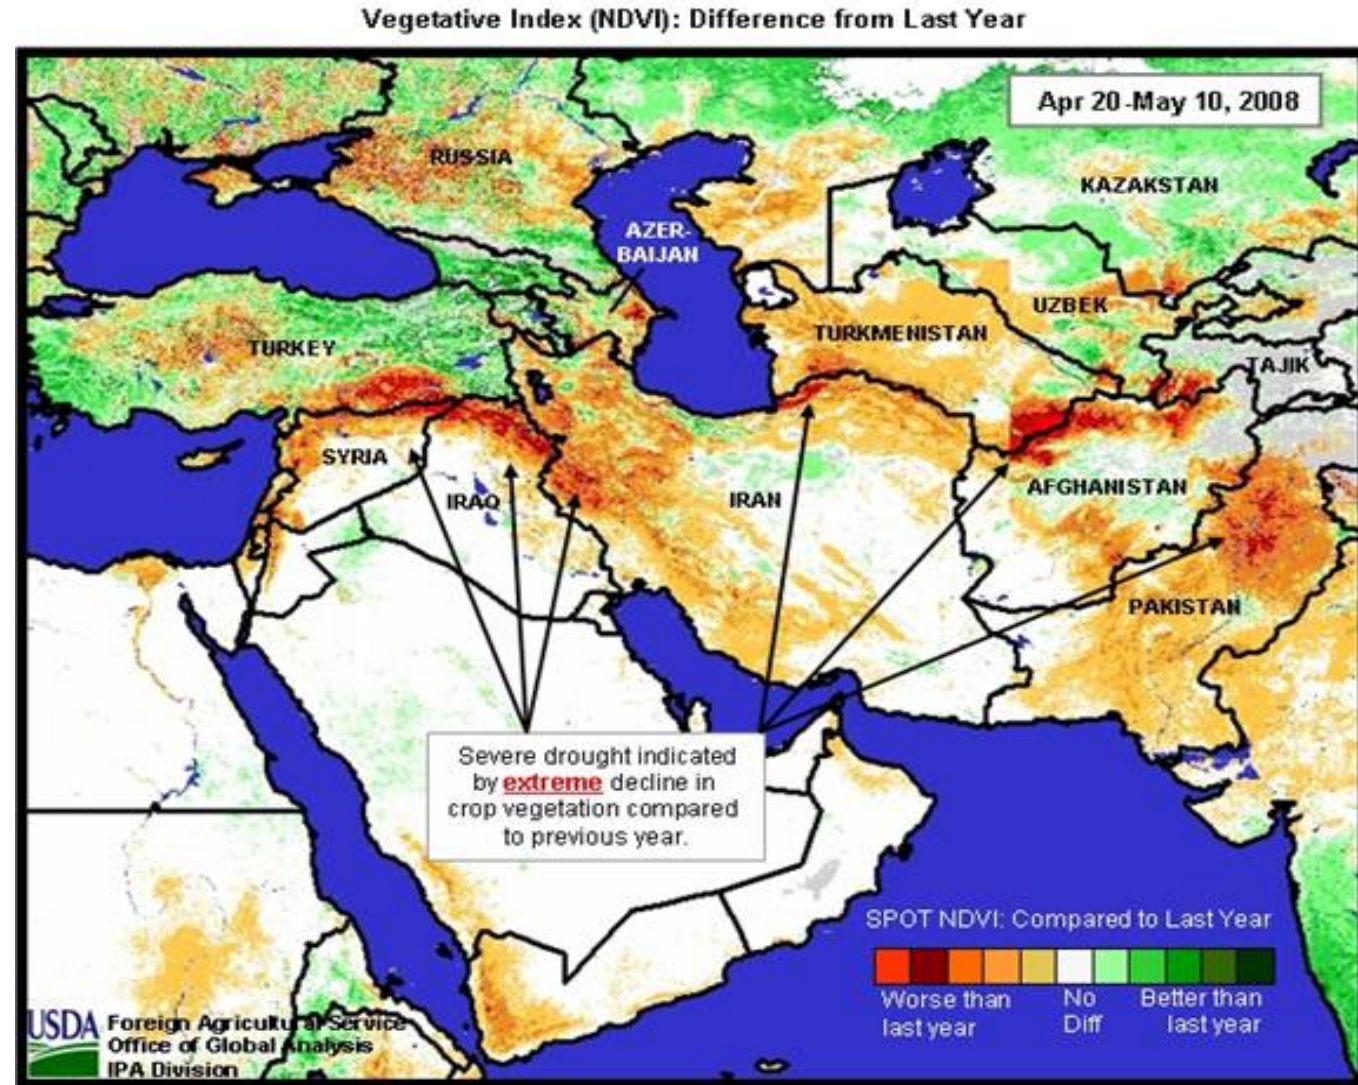 Vegetative Index (NDVI): Difference from Last Year
Apr 20 -May 10, 2008
RUSSIA
KAZAKSTAN
AZER-
BAIJAN
UZBEK
TURKMENISTAN
TURKEY
TAJIK
SYRIA
IRAQ
IRAN
AFGHANISTAN
PAKISTAN
Severe drought indicated
by extreme decline in
crop vegetation compared
to previous year.
SPOT NDVI: Compared to Last Year
Worse than
last year
No
Diff
Better than
last year
USDA
Foreign Agricultural Service
Office of Global Analysis
IPA Division